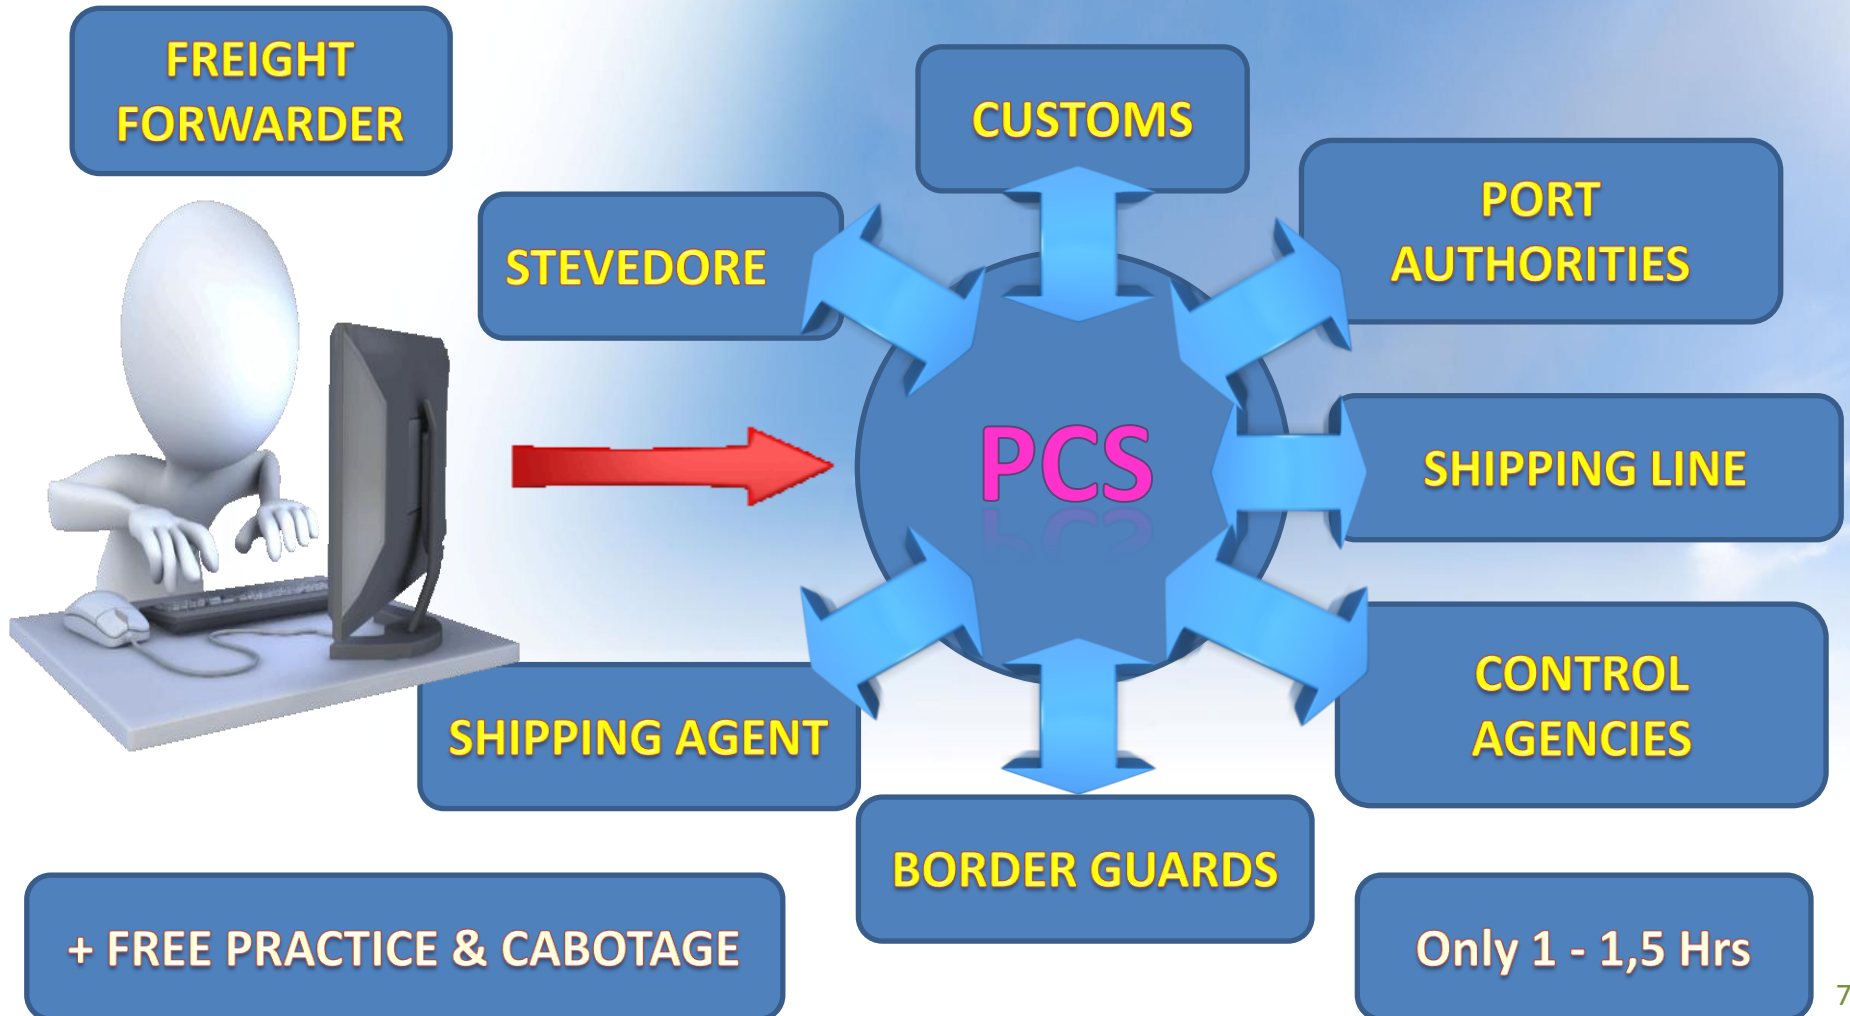 FREIGHT
FORWARDER
CUSTOMS
STEVEDORE
PORT
AUTHORITIES
PCS
SHIPPING LINE
SHIPPING AGENT
CONTROL
AGENCIES
BORDER GUARDS
+ FREE PRACTICE & CABOTAGE
Only 1 - 1,5 Hrs
7